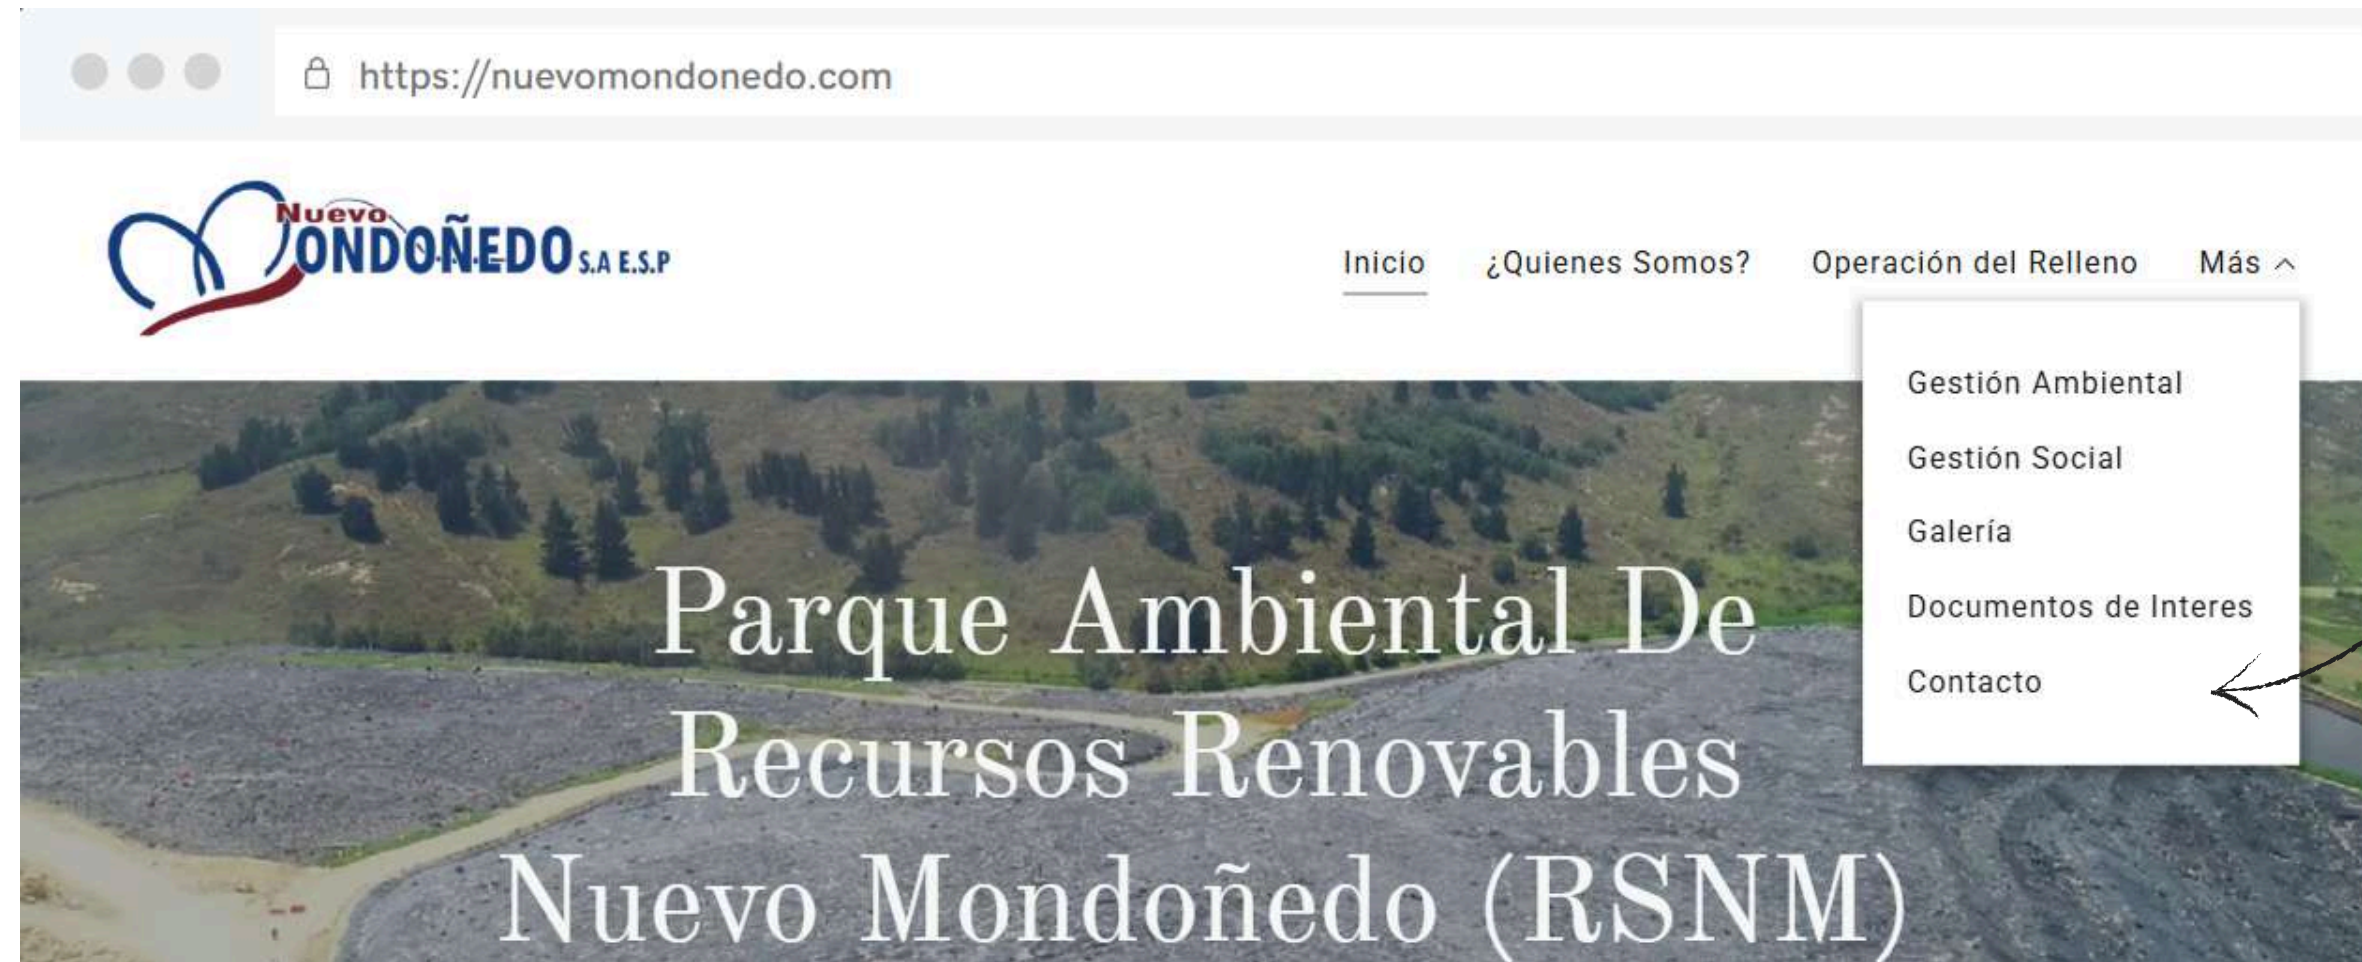 https://nuevomondonedo.com
Nuevo
MONDOÑEDO S.A E.S.P
Inicio ¿Quienes Somos? Operación del Relleno Más
Gestión Ambiental
Gestión Social
Galería
Documentos de Interes
Contacto
Parque Ambiental De
Recursos Renovables
Nuevo Mondoñedo (RSNM)